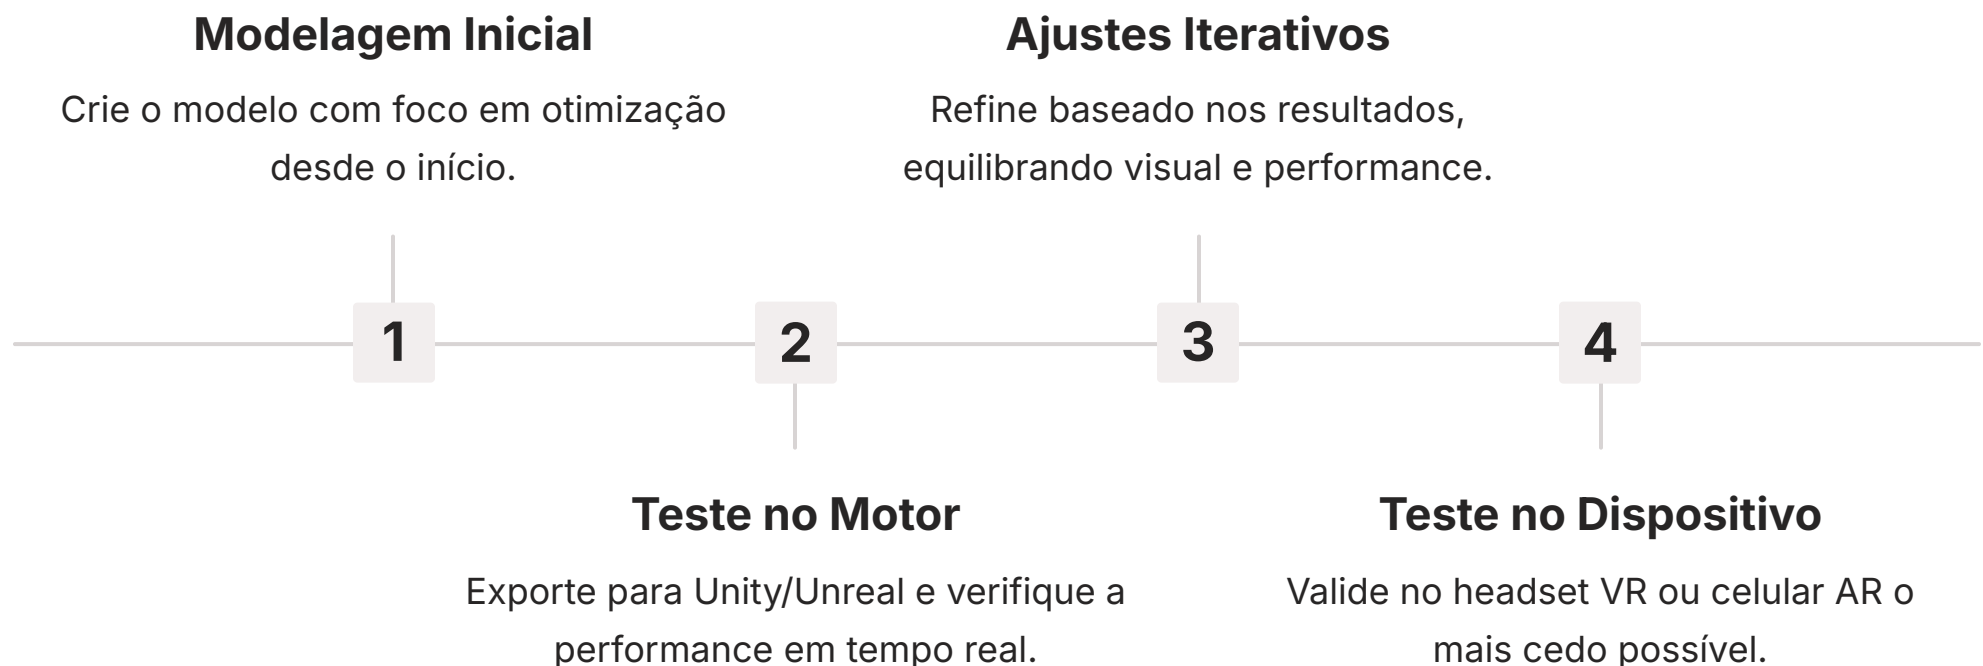 Modelagem Inicial
Crie o modelo com foco em otimização
desde o início.
Ajustes Iterativos
Refine baseado nos resultados,
equilibrando visual e performance.
1
2
3
4
Teste no Motor
Exporte para Unity/Unreal e verifique a
performance em tempo real.
Teste no Dispositivo
Valide no headset VR ou celular AR o
mais cedo possível.